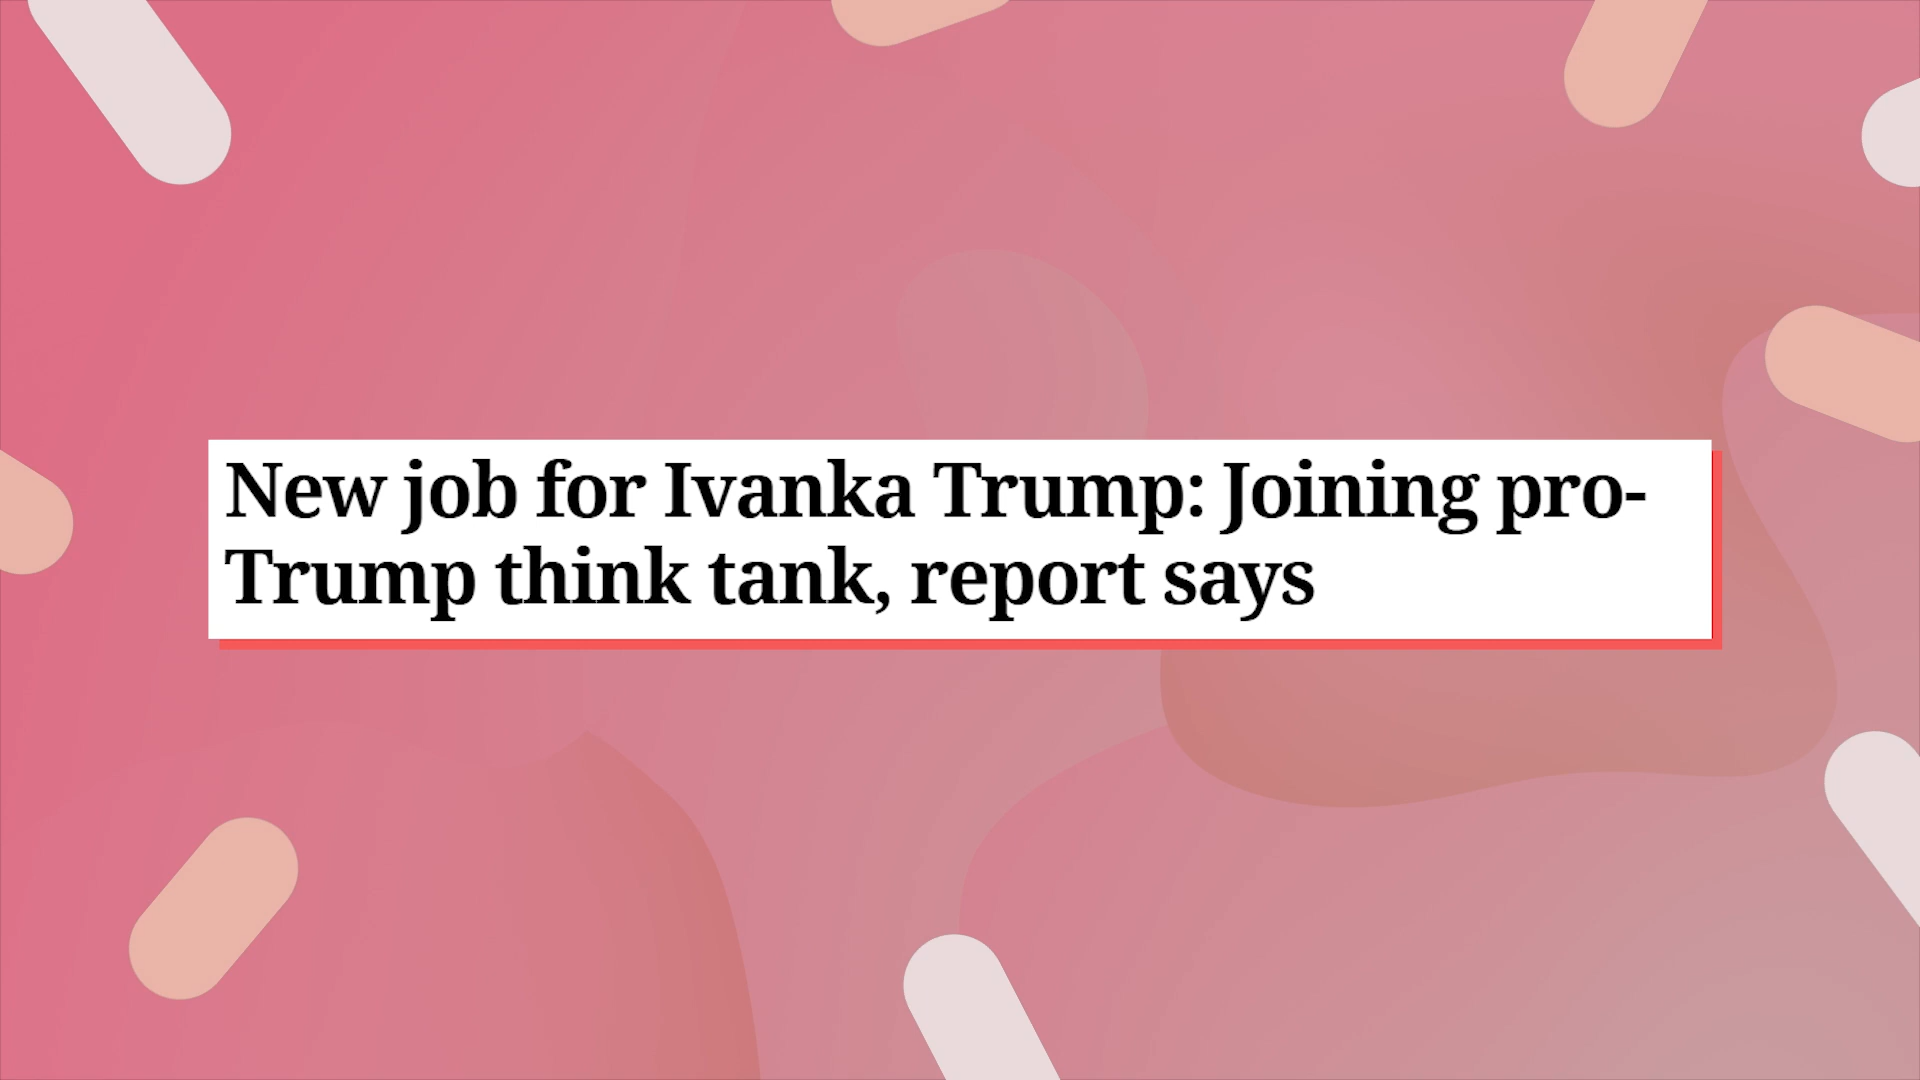 New job for Ivanka Trump: Joining pro-
Trump think tank, report says